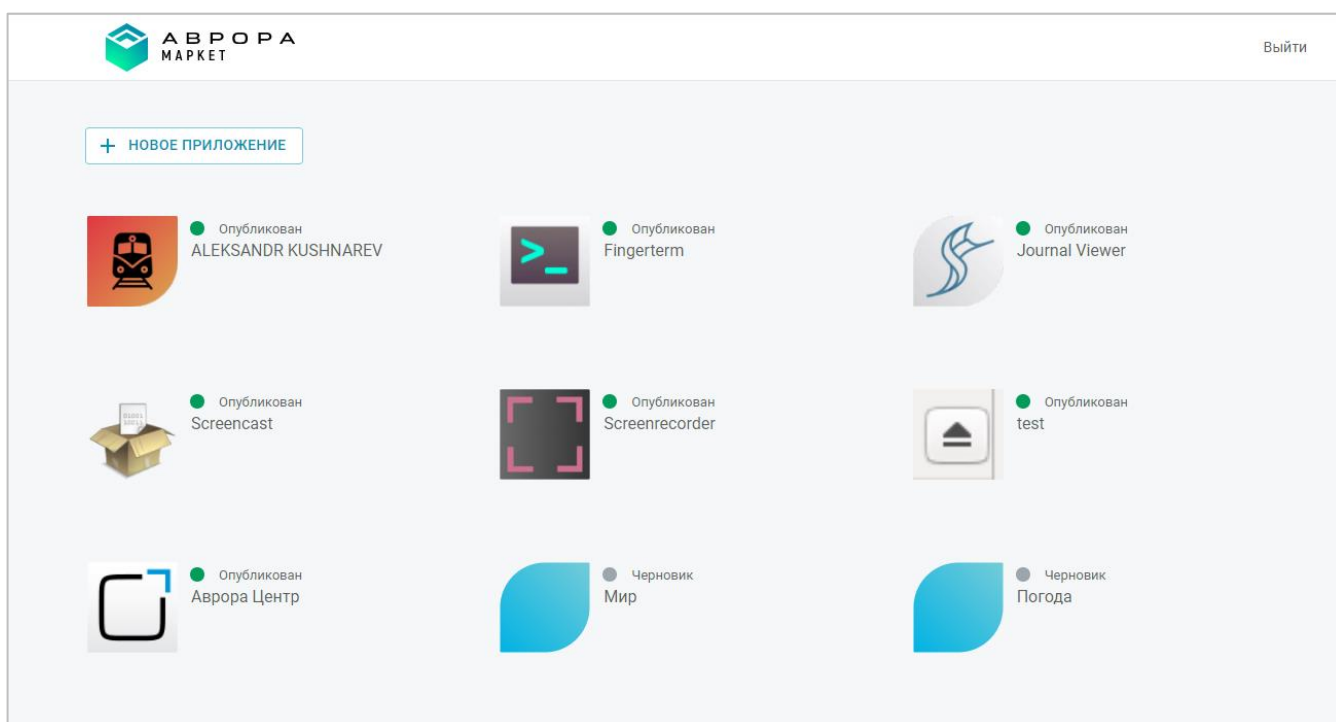 АВРОРА
МАРКЕТ
Выйти
+ НОВОЕ ПРИЛОЖЕНИЕ
Опубликован
ALEKSANDR KUSHNAREV
Опубликован
Fingerterm
Опубликован
Journal Viewer
Опубликован
Screencast
Опубликован
Screenrecorder
Опубликован
test
Опубликован
Аврора Центр
Черновик
Мир
Черновик
Погода